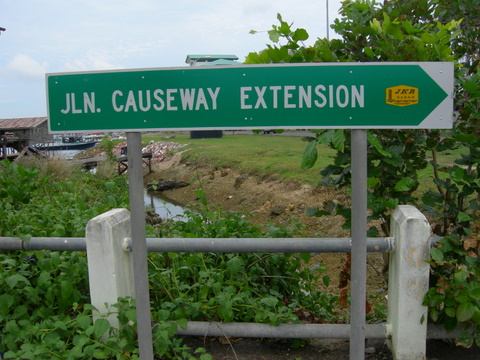 JLN. CAUSEWAY EXTENSION
JKR